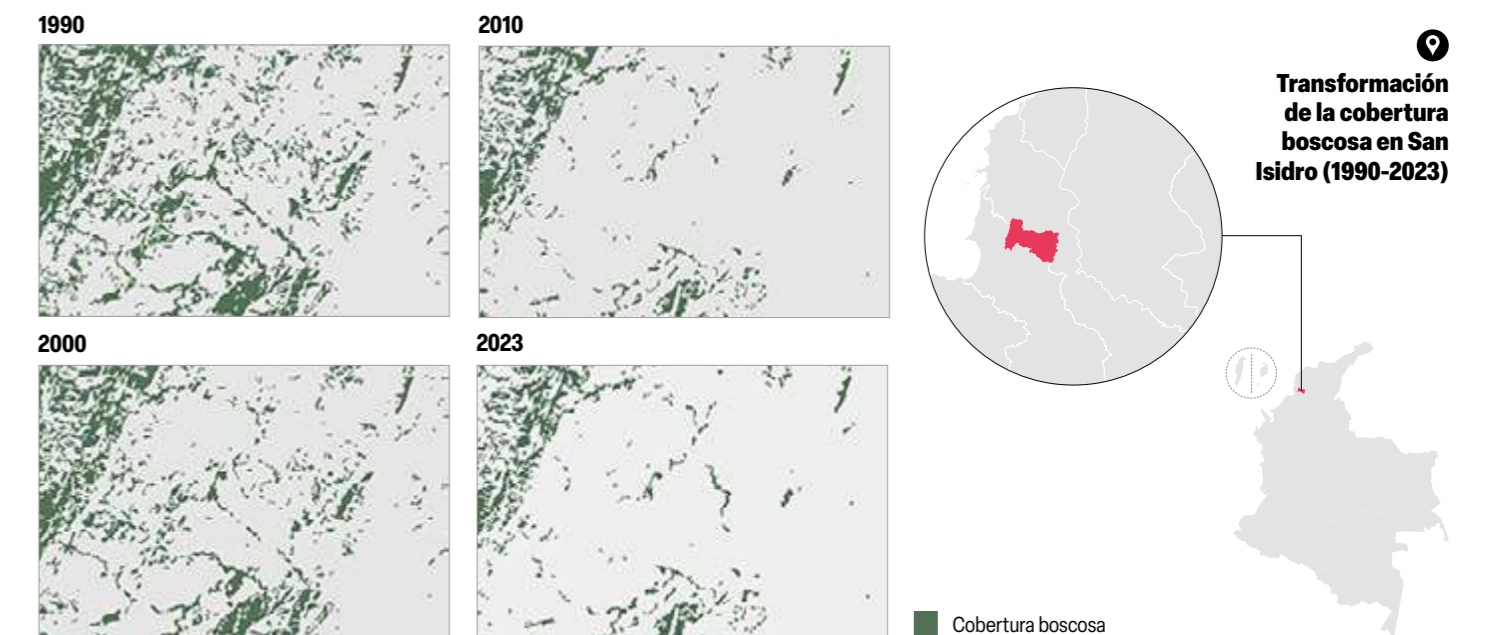 1990
2010
Transformación
de la cobertura
boscosa en San
Isidro (1990-2023)
2000
2023
Cobertura boscosa